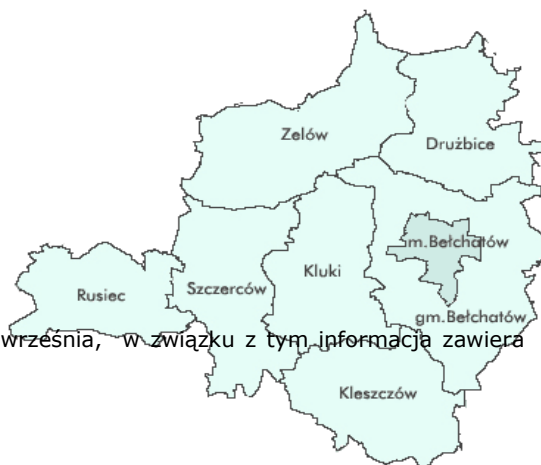 Zelów
Drużbice
m.Bełchatów
Kluki
Szczerców
Rusiec
gm.Bełchatów
września, w związku z tym informacja zawiera
Kleszczów